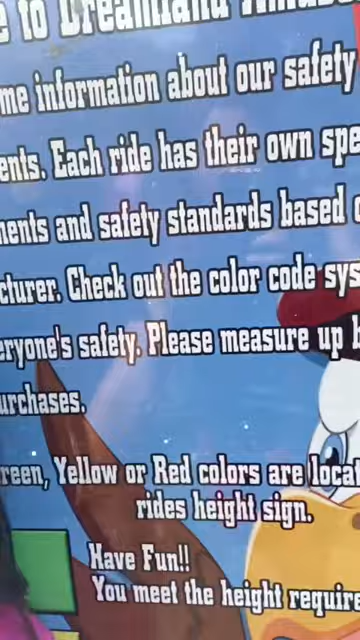 to Dreamland
me information about our safety
ents. Each ride has their own spe
ments and safety standards based
cturer. Check out the color code sys
eryone's safety. Please measure up b
urchases.
reen, Yellow or Red colors are local
rides height sign.
Have Fun!!
You meet the height require